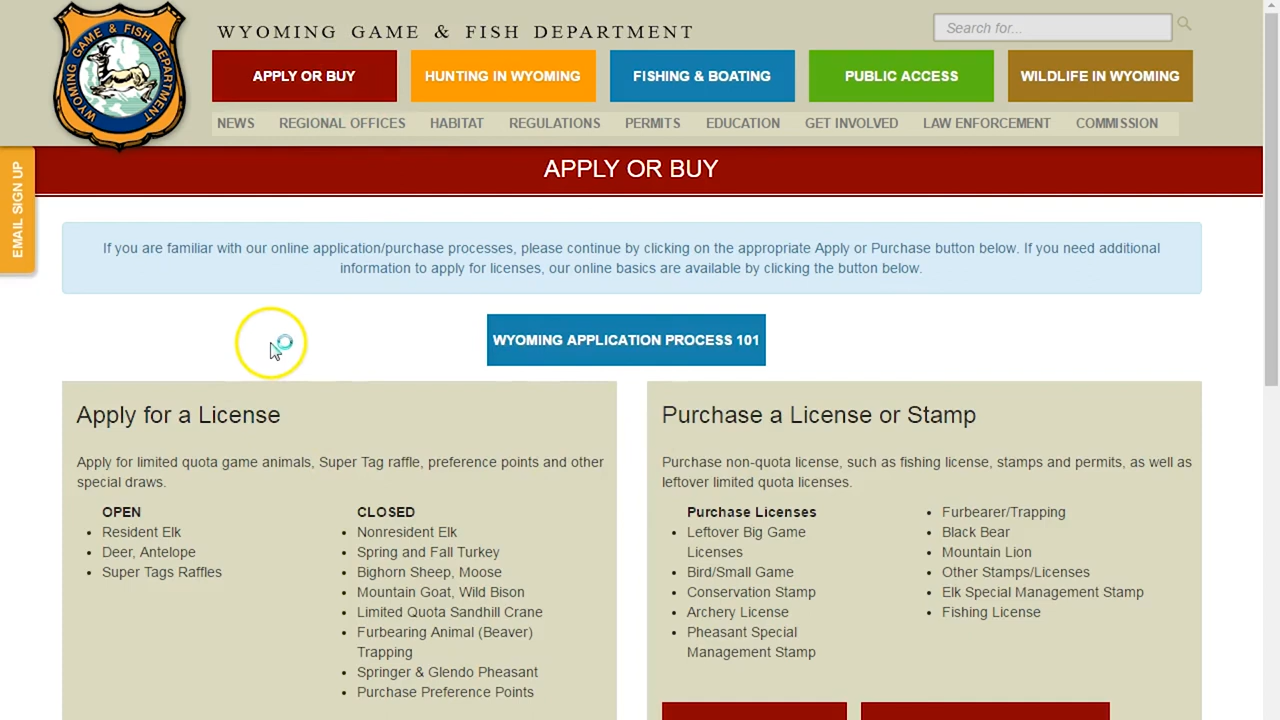 WYOMING GAME & FISH DEPARTMENT
WYOMING GAME & FISH DEPARTMENT
Search for...
APPLY OR BUY
HUNTING IN WYOMING
FISHING & BOATING
PUBLIC ACCESS
WILDLIFE IN WYOMING
NEWS
REGIONAL OFFICES
HABITAT
REGULATIONS
PERMITS
EDUCATION
GET INVOLVED
LAW ENFORCEMENT
COMMISSION
EMAIL SIGN UP
APPLY OR BUY
If you are familiar with our online application/purchase processes, please continue by clicking on the appropriate Apply or Purchase button below. If you need additional
information to apply for licenses, our online basics are available by clicking the button below.
WYOMING APPLICATION PROCESS 101
Apply for a License
Apply for limited quota game animals, Super Tag raffle, preference points and other
special draws.
OPEN
Resident Elk
Deer, Antelope
Super Tags Raffles
CLOSED
Nonresident Elk
Spring and Fall Turkey
Bighorn Sheep, Moose
Mountain Goat, Wild Bison
Limited Quota Sandhill Crane
Furbearing Animal (Beaver)
Trapping
Springer & Glendo Pheasant
Purchase Preference Points
Purchase a License or Stamp
Purchase non-quota license, such as fishing license, stamps and permits, as well as
leftover limited quota licenses.
Purchase Licenses
Leftover Big Game
Licenses
Bird/Small Game
Conservation Stamp
Archery License
Pheasant Special
Management Stamp
Furbearer/Trapping
Black Bear
Mountain Lion
Other Stamps/Licenses
Elk Special Management Stamp
Fishing License